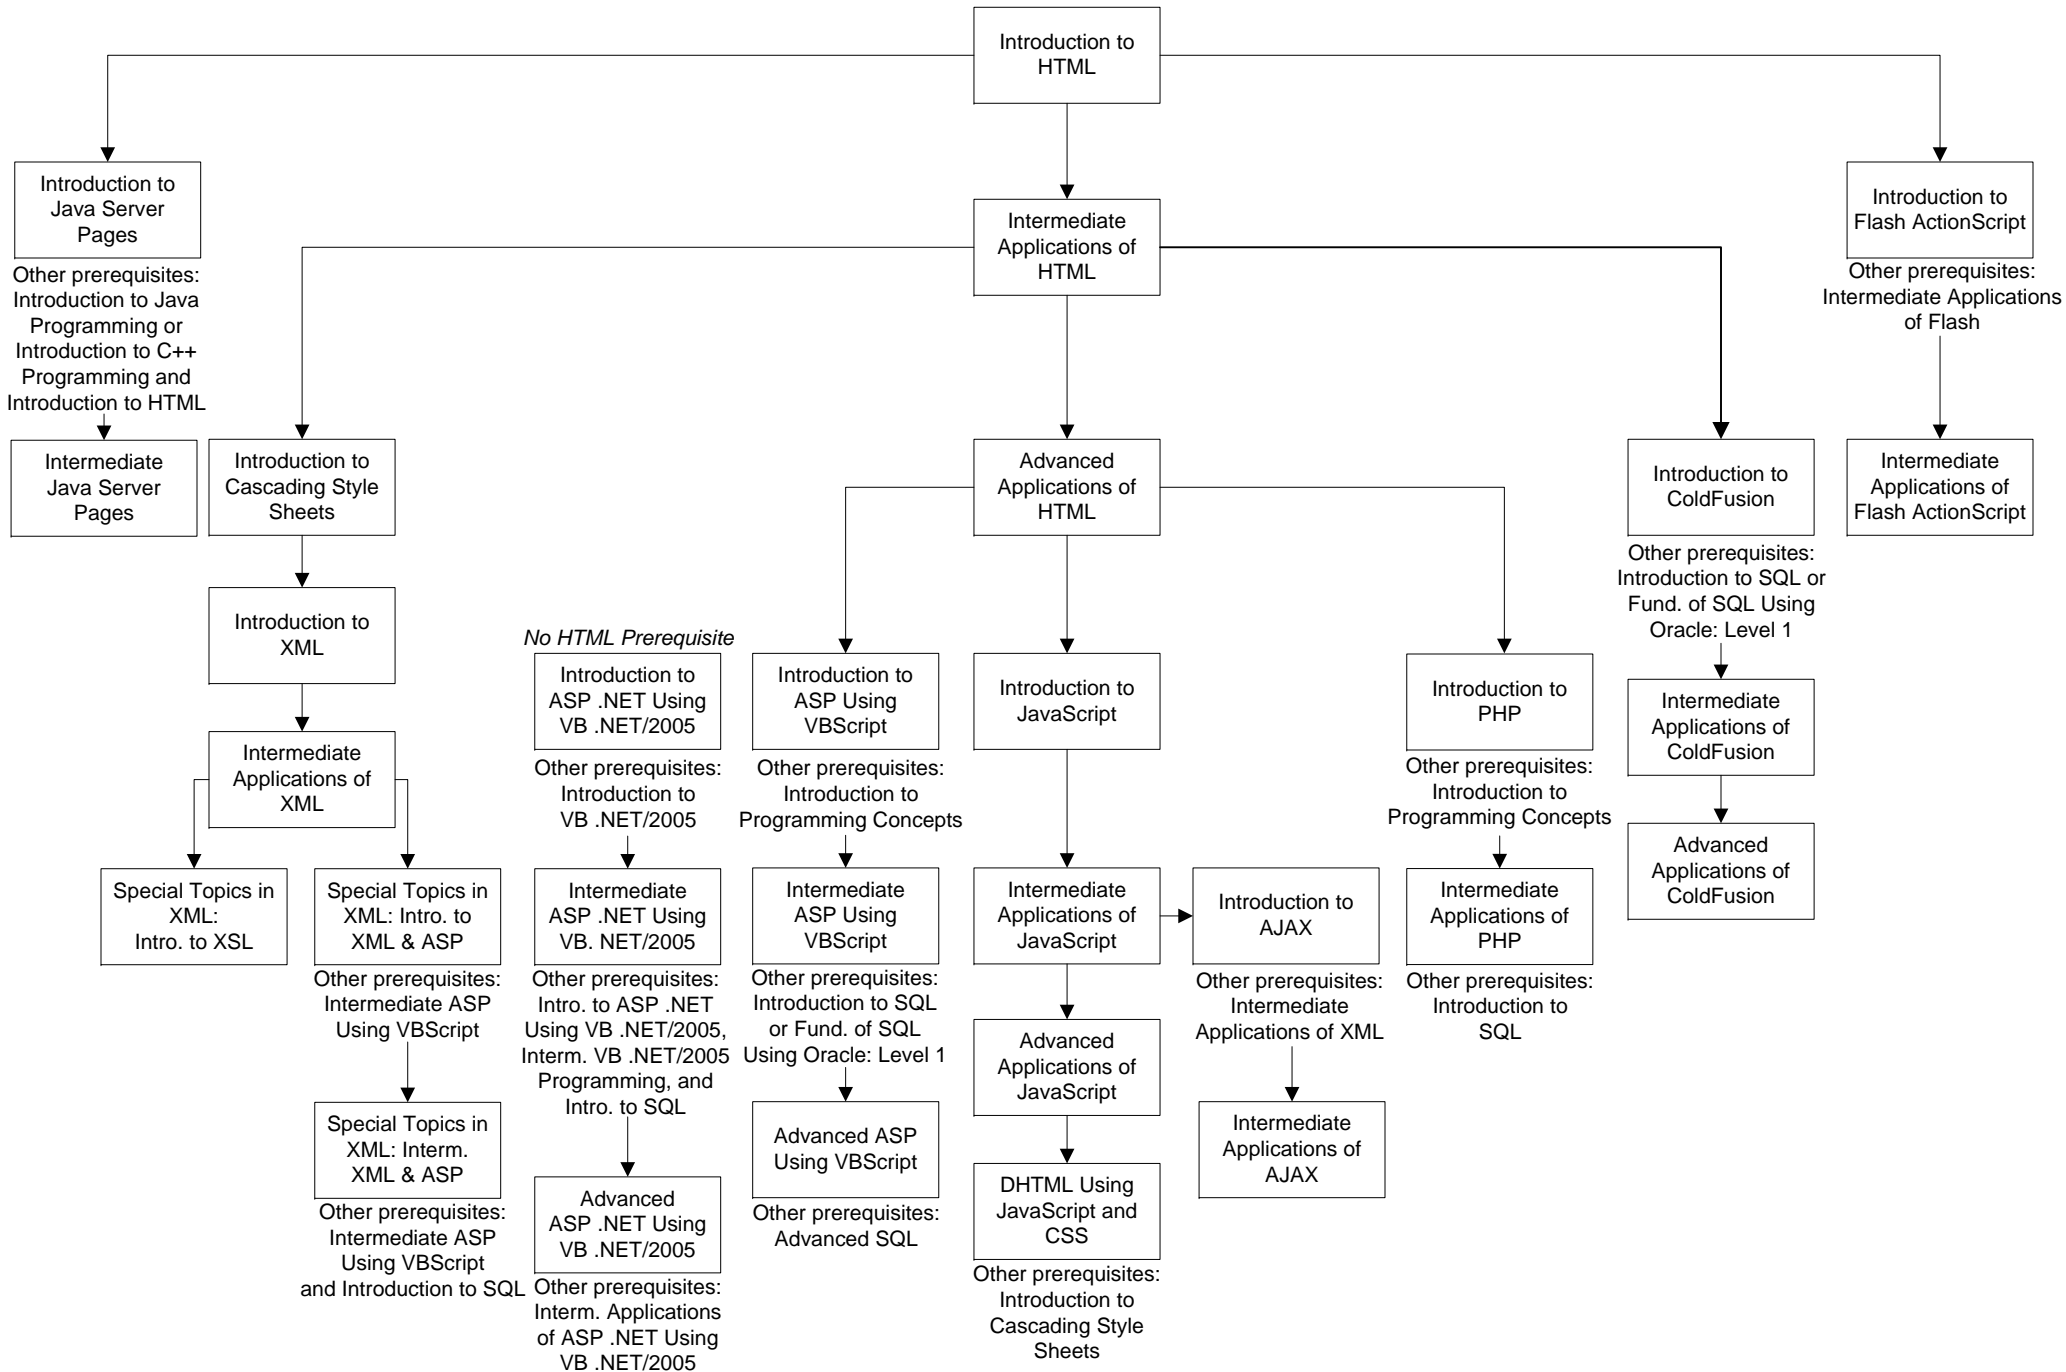 Introduction to
HTML
Introduction to
Java Server
Pages
Other prerequisites:
Introduction to Java
Programming or
Introduction to C++
Programming and
Introduction to HTML
Intermediate
Java Server
Pages
Intermediate
Applications of
HTML
Introduction to
Flash ActionScript
Other prerequisites:
Intermediate Applications
of Flash
Intermediate
Applications of
Flash ActionScript
Introduction to
Cascading Style
Sheets
Introduction to
XML
Intermediate
Applications of
XML
Special Topics in
XML:
Intro. to XSL
Special Topics in
XML: Intro. to
XML & ASP
Other prerequisites:
Intermediate ASP
Using VBScript
Special Topics in
XML: Interm.
XML & ASP
Other prerequisites:
Intermediate ASP
Using VBScript
and Introduction to SQL
No HTML Prerequisite
Introduction to
ASP .NET Using
VB .NET/2005
Other prerequisites:
Introduction to
VB .NET/2005
Intermediate
ASP .NET Using
VB. NET/2005
Other prerequisites:
Intro. to ASP .NET
Using VB .NET/2005,
Interm. VB .NET/2005
Programming, and
Intro. to SQL
Advanced
ASP .NET Using
VB .NET/2005
Other prerequisites:
Interm. Applications
of ASP .NET Using
VB .NET/2005
Advanced
Applications of
HTML
Introduction to
ASP Using
VBScript
Other prerequisites:
Introduction to
Programming Concepts
Intermediate
ASP Using
VBScript
Other prerequisites:
Introduction to SQL
or Fund. of SQL
Using Oracle: Level 1
Advanced ASP
Using VBScript
Other prerequisites:
Advanced SQL
Introduction to
JavaScript
Intermediate
Applications of
JavaScript
Advanced
Applications of
JavaScript
DHTML Using
JavaScript and
CSS
Other prerequisites:
Introduction to
Cascading Style
Sheets
Introduction to
AJAX
Other prerequisites:
Intermediate
Applications of XML
Intermediate
Applications of
AJAX
Introduction to
PHP
Other prerequisites:
Introduction to
Programming Concepts
Intermediate
Applications of
PHP
Other prerequisites:
Introduction to
SQL
Introduction to
ColdFusion
Other prerequisites:
Introduction to SQL or
Fund. of SQL Using
Oracle: Level 1
Intermediate
Applications of
ColdFusion
Advanced
Applications of
ColdFusion